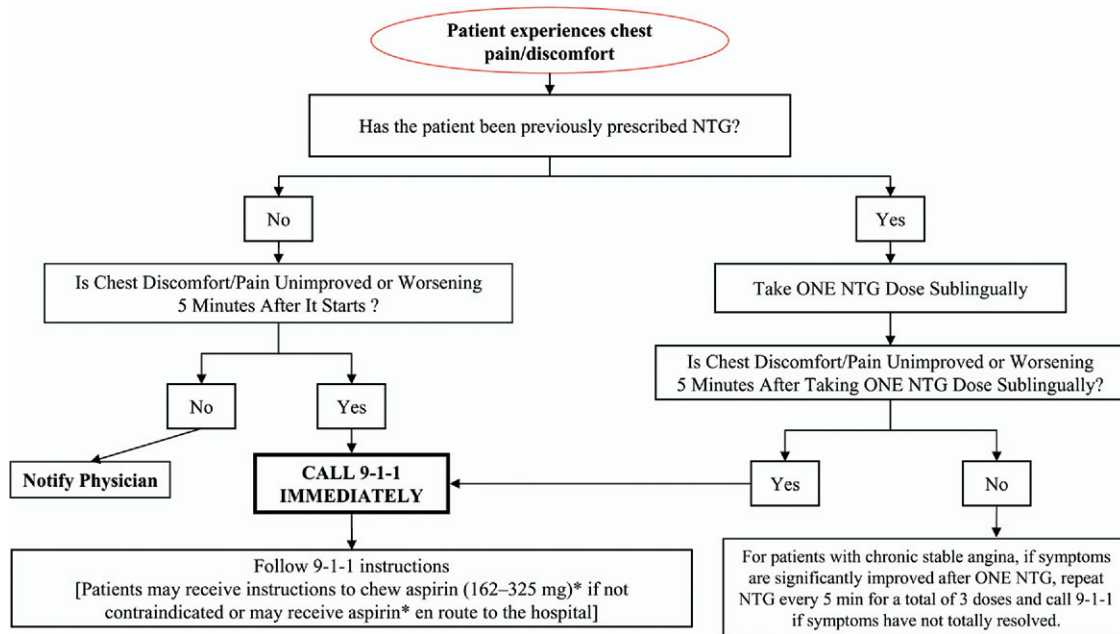 Patient experiences chest
pain/discomfort
Has the patient been previously prescribed NTG?
No
Yes
Is Chest Discomfort/Pain Unimproved or Worsening
5 Minutes After It Starts ?
Take ONE NTG Dose Sublingually
No
Yes
Is Chest Discomfort/Pain Unimproved or Worsening
5 Minutes After Taking ONE NTG Dose Sublingually?
Notify Physician
CALL 9-1-1
IMMEDIATELY
Yes
No
Follow 9-1-1 instructions
[Patients may receive instructions to chew aspirin (162–325 mg)* if not
contraindicated or may receive aspirin* en route to the hospital]
For patients with chronic stable angina, if symptoms
are significantly improved after ONE NTG, repeat
NTG every 5 min for a total of 3 doses and call 9-1-1
if symptoms have not totally resolved.